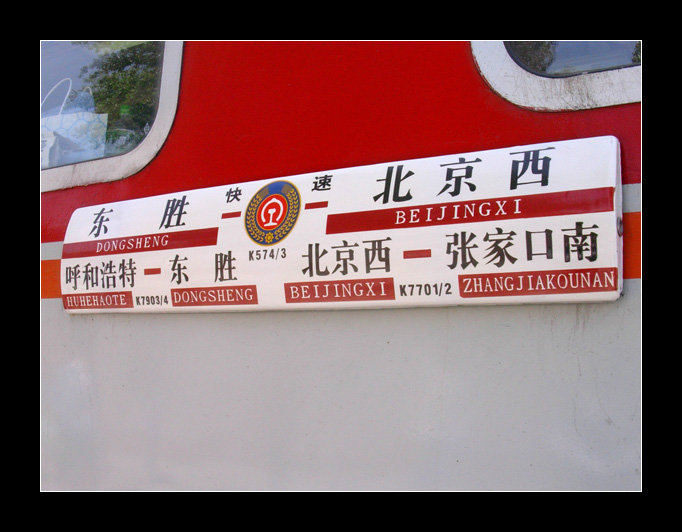 东胜 快 速 北京西
DONGSHENG BEIJINGXI
K574/3
呼和浩特 东胜 北京西 张家口南
HUHEHAOTE K7903/4 DONGSHENG BEIJINGXI K7701/2 ZHANGJIAKOUNAN